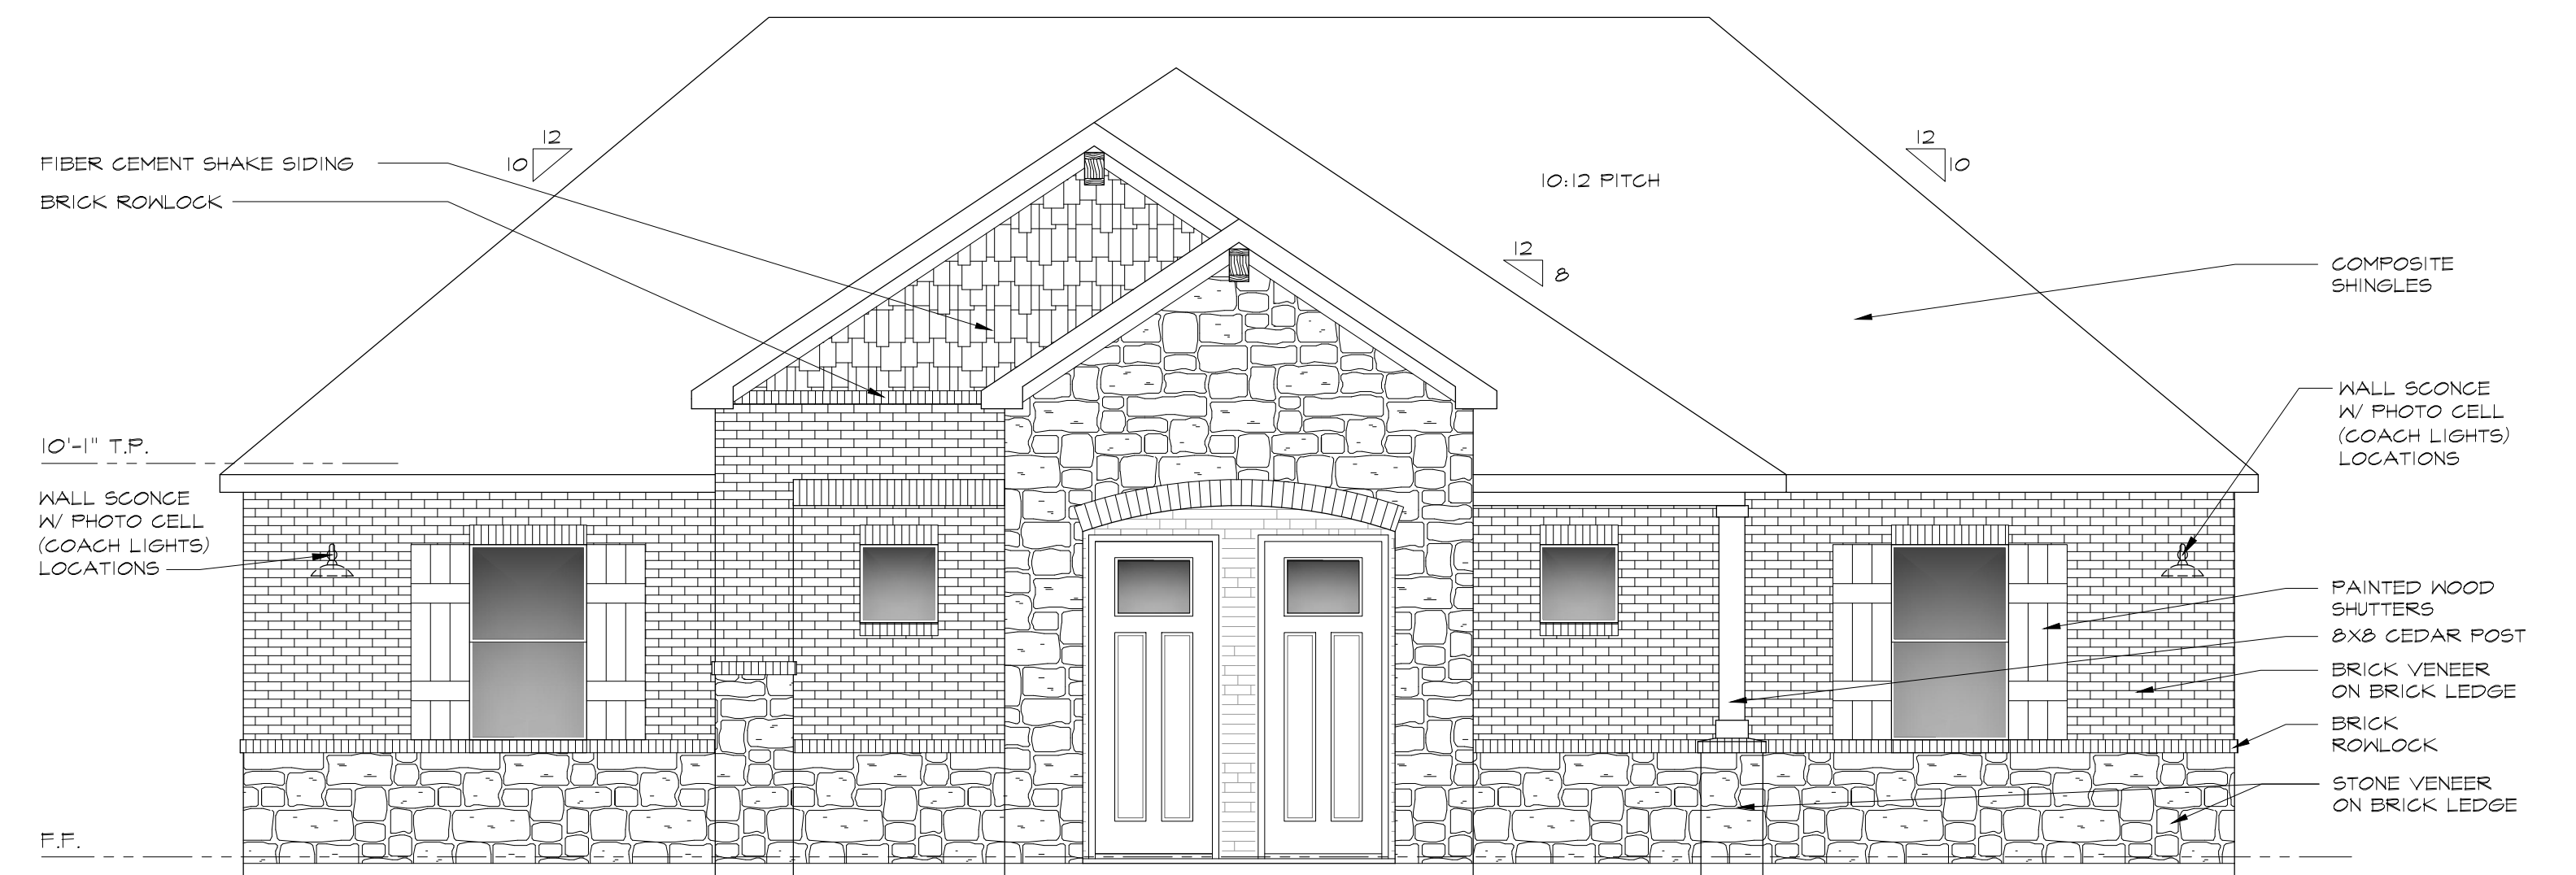 12
10
FIBER CEMENT SHAKE SIDING
BRICK ROWLOCK
12
10
10:12 PITCH
12
8
COMPOSITE
SHINGLES
WALL SCONCE
W/ PHOTO CELL
(COACH LIGHTS)
LOCATIONS
10'-1" T.P.
WALL SCONCE
W/ PHOTO CELL
(COACH LIGHTS)
LOCATIONS
PAINTED WOOD
SHUTTERS
8X8 CEDAR POST
BRICK VENEER
ON BRICK LEDGE
BRICK
ROWLOCK
STONE VENEER
ON BRICK LEDGE
F.F.